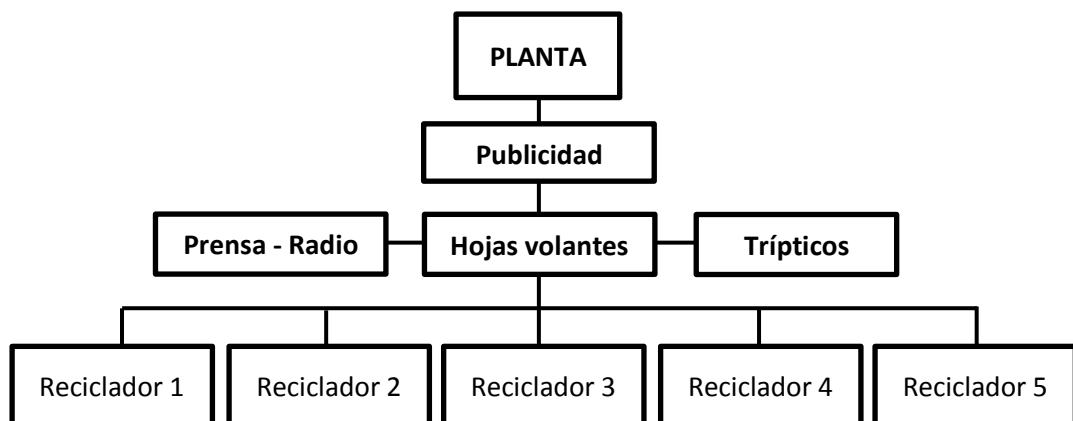 PLANTA
Publicidad
Prensa - Radio
Hojas volantes
Trípticos
Reciclador 1
Reciclador 2
Reciclador 3
Reciclador 4
Reciclador 5